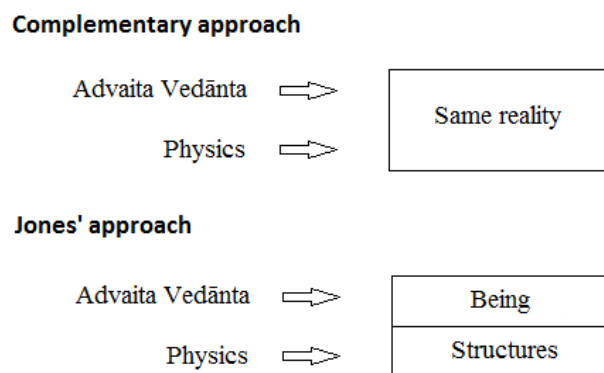 Complementary approach
Advaita Vedānta
Same reality
Physics
Jones' approach
Advaita Vedānta
Being
Physics
Structures